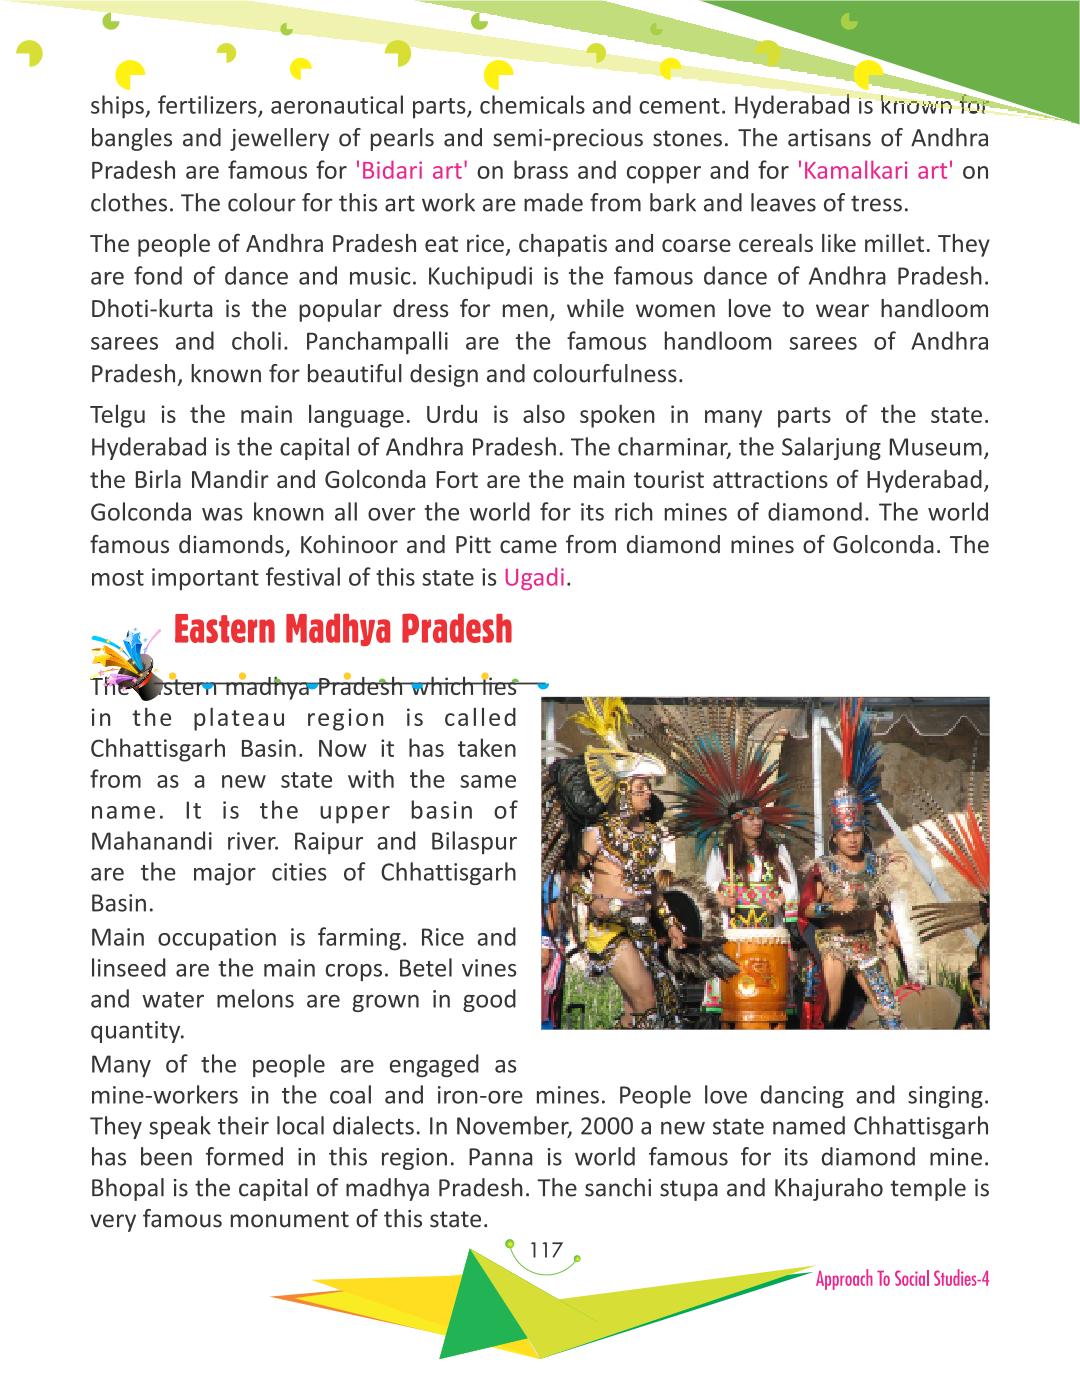 ships, fertilizers, aeronautical parts, chemicals and cement. Hyderabad is known for
bangles and jewellery of pearls and semi-precious stones. The artisans of Andhra
Pradesh are famous for 'Bidari art' on brass and copper and for 'Kamalkari art' on
clothes. The colour for this art work are made from bark and leaves of tress.
The people of Andhra Pradesh eat rice, chapatis and coarse cereals like millet. They
are fond of dance and music. Kuchipudi is the famous dance of Andhra Pradesh.
Dhoti-kurta is the popular dress for men, while women love to wear handloom
sarees and choli. Panchampalli are the famous handloom sarees of Andhra
Pradesh, known for beautiful design and colourfulness.
Telgu is the main language. Urdu is also spoken in many parts of the state.
Hyderabad is the capital of Andhra Pradesh. The charminar, the Salarjung Museum,
the Birla Mandir and Golconda Fort are the main tourist attractions of Hyderabad,
Golconda was known all over the world for its rich mines of diamond. The world
famous diamonds, Kohinoor and Pitt came from diamond mines of Golconda. The
most important festival of this state is Ugadi.
Eastern Madhya Pradesh
madhya Pradesh which lies
in the plateau region is called
Chhattisgarh Basin. Now it has taken
from as a new state with the same
name. It is the upper basin of
Mahanandi river. Raipur and Bilaspur
are the major cities of Chhattisgarh
Basin.
Main occupation is farming. Rice and
linseed are the main crops. Betel vines
and water melons are grown in good
quantity.
Many of the people are engaged as
mine-workers in the coal and iron-ore mines. People love dancing and singing.
They speak their local dialects. In November, 2000 a new state named Chhattisgarh
has been formed in this region. Panna is world famous for its diamond mine.
Bhopal is the capital of madhya Pradesh. The sanchi stupa and Khajuraho temple is
very famous monument of this state.
117
Approach To Social Studies-4